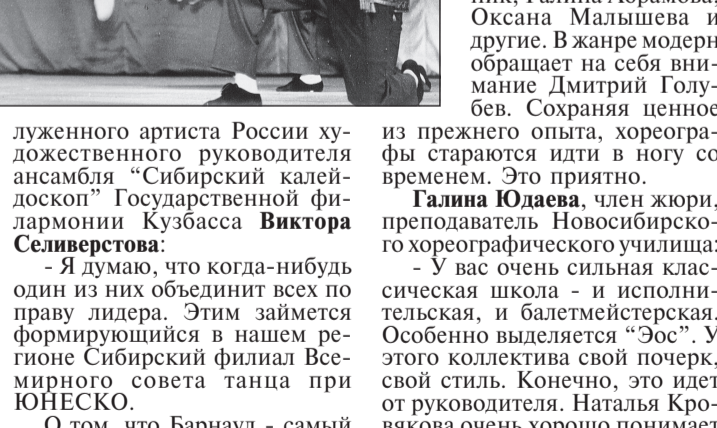 луженного артиста России ху-
дожественного руководителя
ансамбля “Сибирский калей-
доскоп” Государственной фи-
лармонии Кузбасса Виктора
Селиверстова:
- Я думаю, что когда-нибудь
один из них объединит всех по
праву лидера. Этим займется
формирующийся в нашем ре-
гионе Сибирский филиал Все-
мирного совета танца при
ЮНЕСКО.
О том, что Барнаул - самый
Оксана Малышева и
другие. В жанре модерн
обращает на себя вни-
мание Дмитрий Голу-
бев. Сохраняя ценное
из прежнего опыта, хореогра-
фы стараются идти в ногу со
временем. Это приятно.
Галина Юдаева, член жюри,
преподаватель Новосибирско-
го хореографического училища:
- У вас очень сильная клас-
сическая школа - и исполни-
тельская, и балетмейстерская.
Особенно выделяется “Эос”. У
этого коллектива свой почерк,
свой стиль. Конечно, это идет
от руководителя. Наталья Кро-
вякова очень хорошо понимает